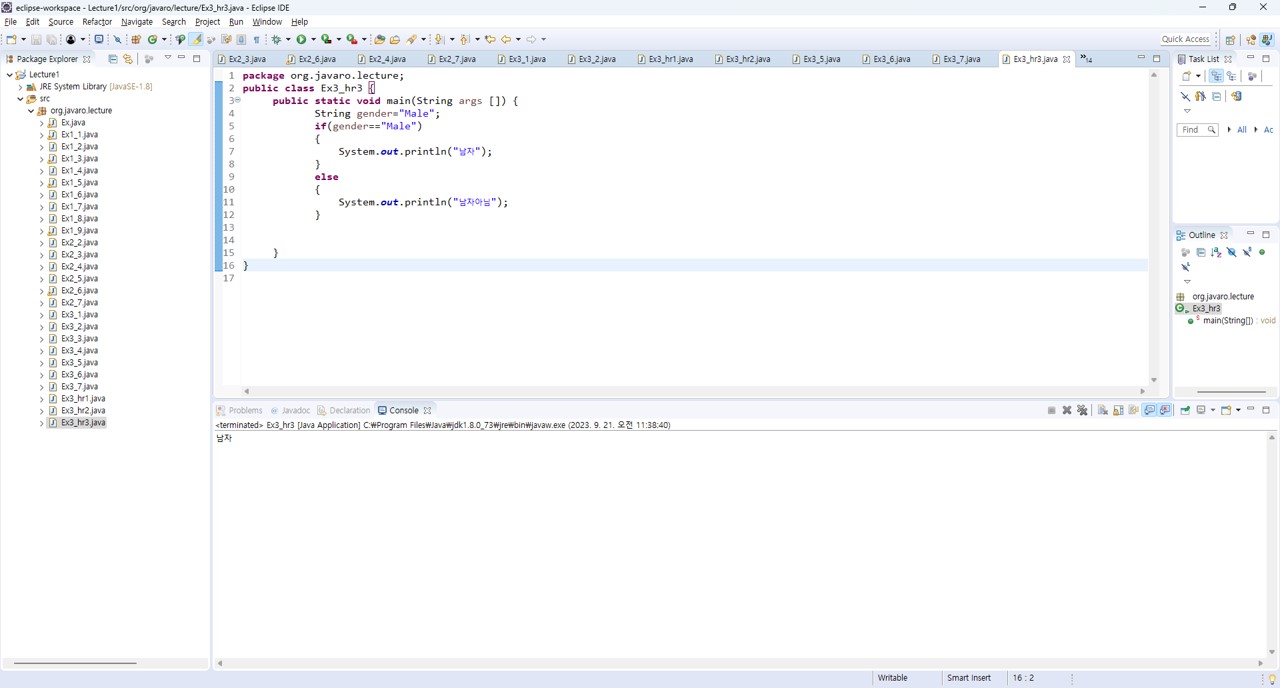 eclipse-workspace - Lecture1/src/org/javaro/lecture/Ex3_hr3.java - Eclipse IDE
File Edit Source Refactor Navigate Search Project Run Window Help
Quick Access
Package Explorer
Lecture1
JRE System Library [JavaSE-1.8]
src
org.javaro.lecture
Ex.java
Ex1_1.java
Ex1_2.java
Ex1_3.java
Ex1_4.java
Ex1_5.java
Ex1_6.java
Ex1_7.java
Ex1_8.java
Ex1_9.java
Ex2_2.java
Ex2_3.java
Ex2_4.java
Ex2_5.java
Ex2_6.java
Ex2_7.java
Ex3_1.java
Ex3_2.java
Ex3_3.java
Ex3_4.java
Ex3_5.java
Ex3_6.java
Ex3_7.java
Ex3_hr1.java
Ex3_hr2.java
Ex3_hr3.java
Ex2_3.java Ex2_6.java Ex2_4.java Ex2_7.java Ex3_1.java Ex3_2.java Ex3_hr1.java Ex3_hr2.java Ex3_5.java Ex3_6.java Ex3_7.java Ex3_hr3.java »14
1 package org.javaro.lecture;
2 public class Ex3_hr3 {
3 public static void main(String args []) {
4 String gender="Male";
5 if(gender=="Male")
6 {
7 System.out.println("남자");
8 }
9 else
10 {
11 System.out.println("남자아님");
12 }
13
14
15 }
16 }
17
Task List
Find All Ac
Outline
org.javaro.lecture
Ex3_hr3
main(String[]) : void
Problems Javadoc Declaration Console
<terminated> Ex3_hr3 [Java Application] C:₩Program Files₩Java₩jdk1.8.0_73₩jre₩bin₩javaw.exe (2023. 9. 21. 오전 11:38:40)
남자
Writable Smart Insert 16 : 2